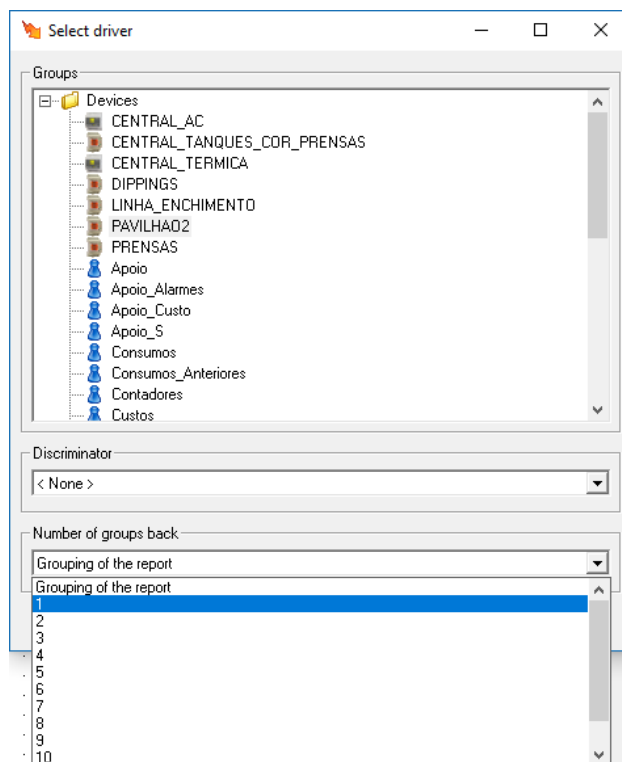 Select driver
Groups
Devices
CENTRAL_AC
CENTRAL_TANQUES_COR_PRENSAS
CENTRAL_TERMICA
DIPPINGS
LINHA_ENCHIMENTO
PAVILHAO2
PRENSAS
Apoio
Apoio_Alarmes
Apoio_Custo
Apoio_S
Consumos
Consumos_Anteriores
Contadores
Custos
Discriminator
< None >
Number of groups back
Grouping of the report
Grouping of the report
1
2
3
4
5
6
7
8
9
10